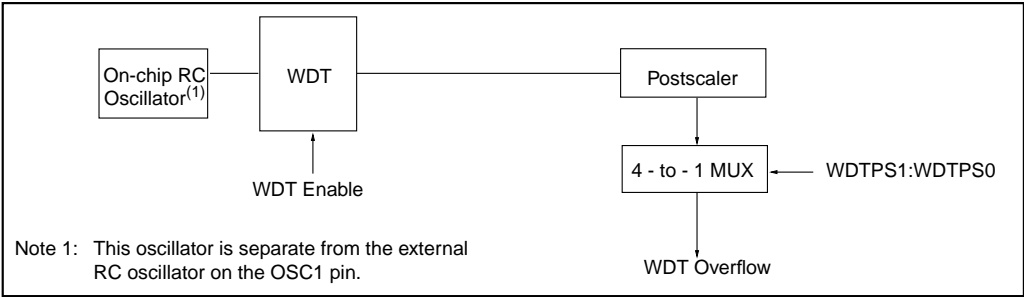 On-chip RC
Oscillator(1)
WDT
Postscaler
4 - to - 1 MUX
WDTPS1:WDTPS0
WDT Enable
WDT Overflow
Note 1: This oscillator is separate from the external
RC oscillator on the OSC1 pin.